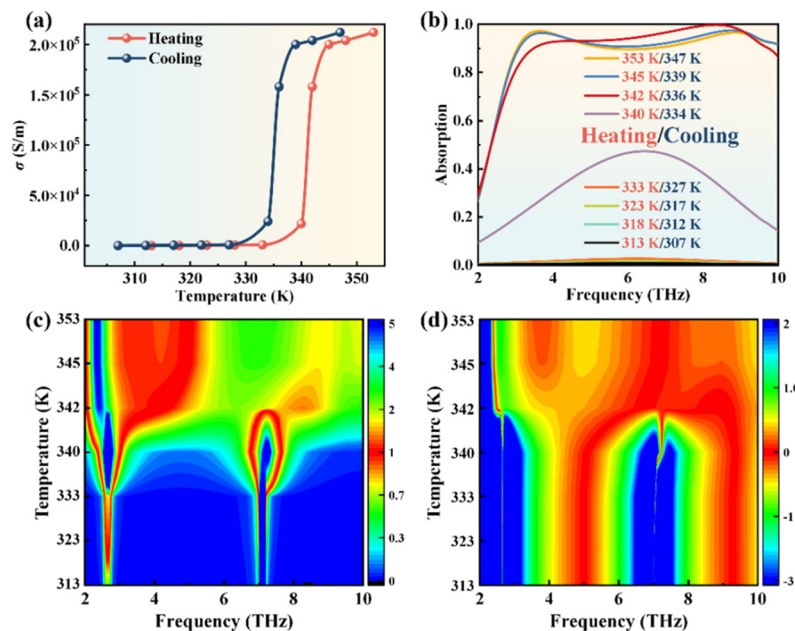 (a)
σ (S/m)
2.0×10⁵
1.5×10⁵
1.0×10⁵
5.0×10⁴
0.0
Heating
Cooling
310 320 330 340 350
Temperature (K)
(b)
Absorption
1.0
0.8
0.6
0.4
0.2
0.0
353 K/347 K
345 K/339 K
342 K/336 K
340 K/334 K
Heating/Cooling
333 K/327 K
323 K/317 K
318 K/312 K
313 K/307 K
2 4 6 8 10
Frequency (THz)
(c)
Temperature (K)
353
345
342
340
333
323
313
2 4 6 8 10
Frequency (THz)
5
4
2
1
0.7
0.3
0
(d)
Temperature (K)
353
345
342
340
333
323
313
2 4 6 8 10
Frequency (THz)
2
1
0
-1
-3